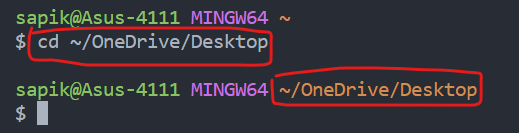 sapik@Asus-4111 MINGW64 ~
$ cd ~/OneDrive/Desktop
sapik@Asus-4111 MINGW64 ~/OneDrive/Desktop
$